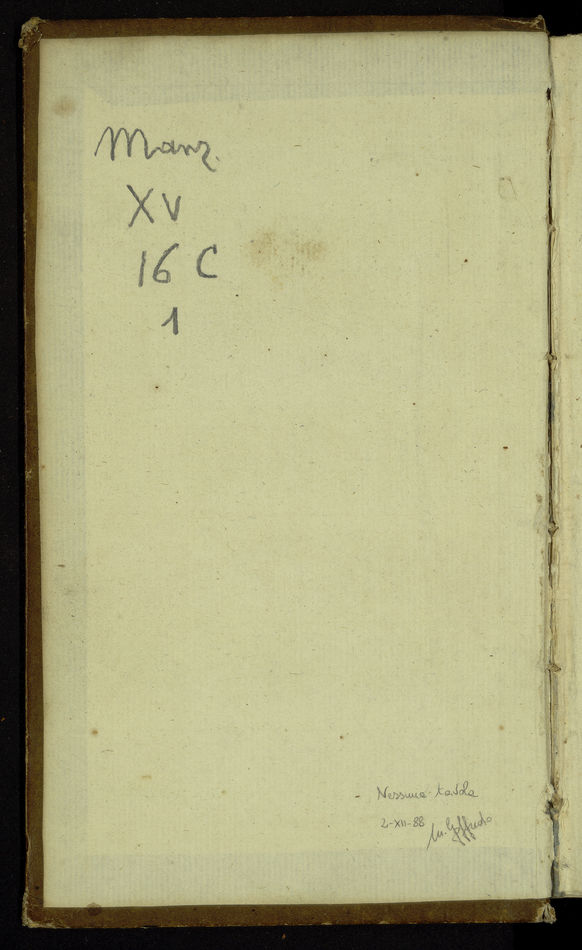 Manz.
XV
16 C
1
Nessuna tavola
2-XII-88